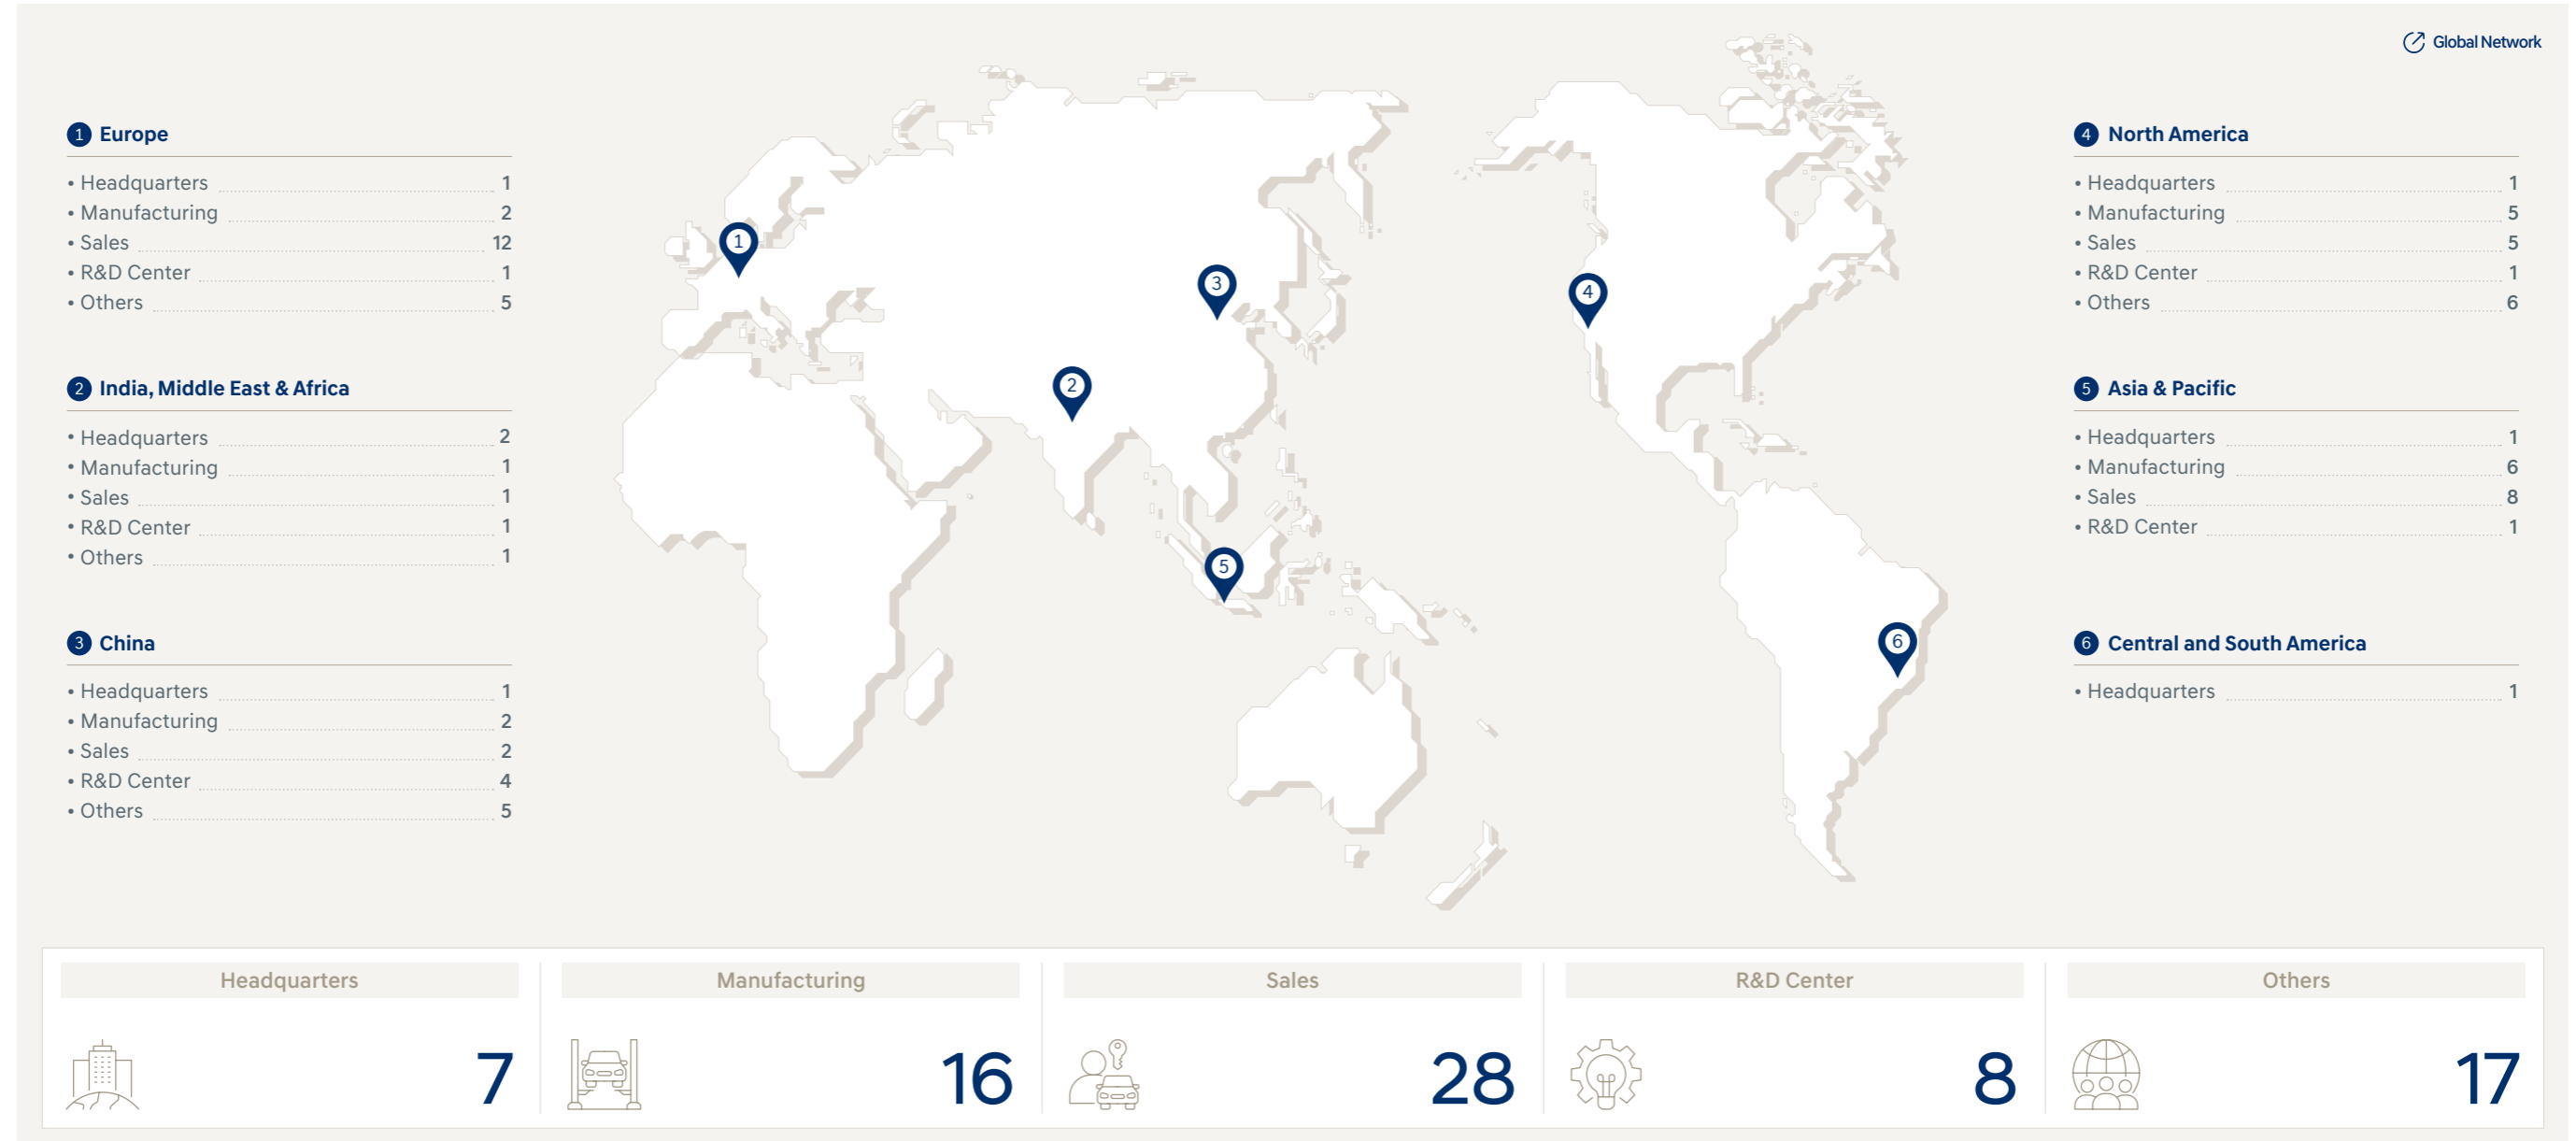 Global Network
1 Europe
• Headquarters 1
• Manufacturing 2
• Sales 12
• R&D Center 1
• Others 5
2 India, Middle East & Africa
• Headquarters 2
• Manufacturing 1
• Sales 1
• R&D Center 1
• Others 1
3 China
• Headquarters 1
• Manufacturing 2
• Sales 2
• R&D Center 4
• Others 5
1
2
3
4
5
6
4 North America
• Headquarters 1
• Manufacturing 5
• Sales 5
• R&D Center 1
• Others 6
5 Asia & Pacific
• Headquarters 1
• Manufacturing 6
• Sales 8
• R&D Center 1
6 Central and South America
• Headquarters 1
Headquarters
7
Manufacturing
16
Sales
28
R&D Center
8
Others
17